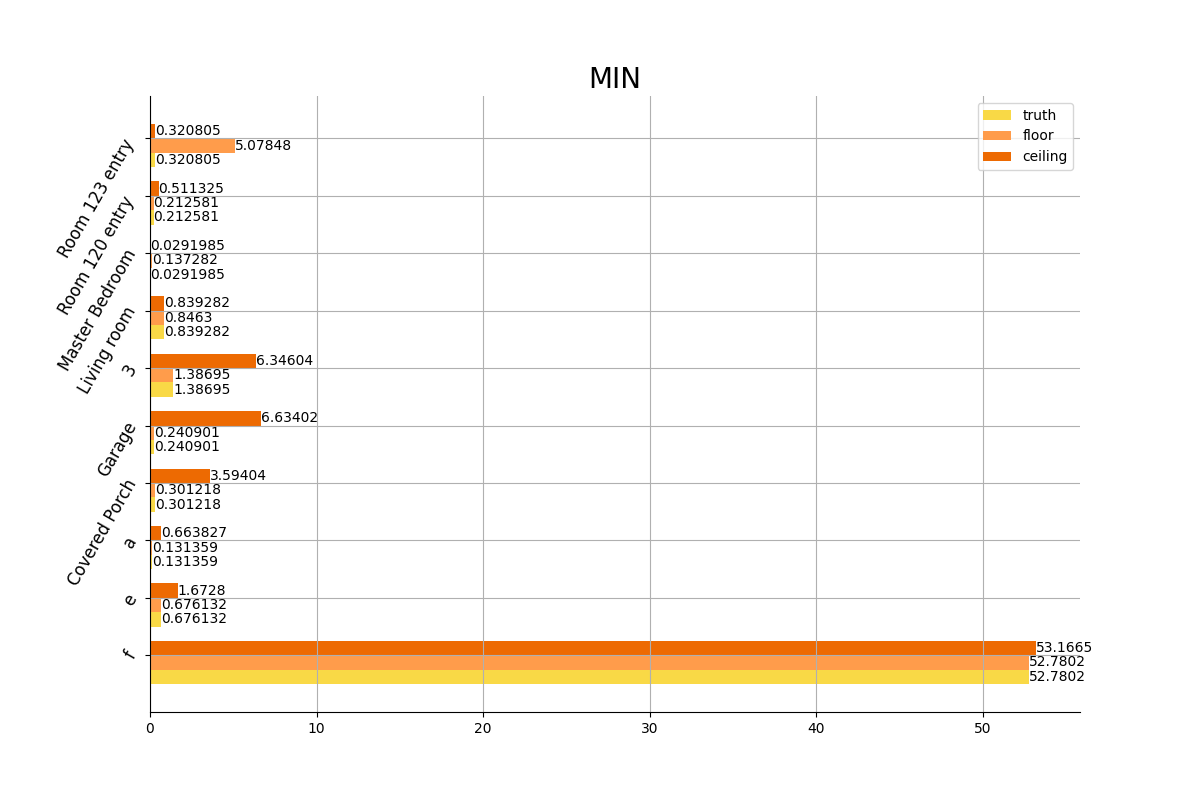 MIN
truth
floor
ceiling
Room 123 entry
0.320805
5.07848
0.320805
Room 120 entry
0.511325
0.212581
0.212581
Master Bedroom
0.0291985
0.137282
0.0291985
Living room
0.839282
0.8463
0.839282
3
6.34604
1.38695
1.38695
Garage
6.63402
0.240901
0.240901
Covered Porch
3.59404
0.301218
0.301218
a
0.663827
0.131359
0.131359
e
1.6728
0.676132
0.676132
f
53.1665
52.7802
52.7802
0 10 20 30 40 50